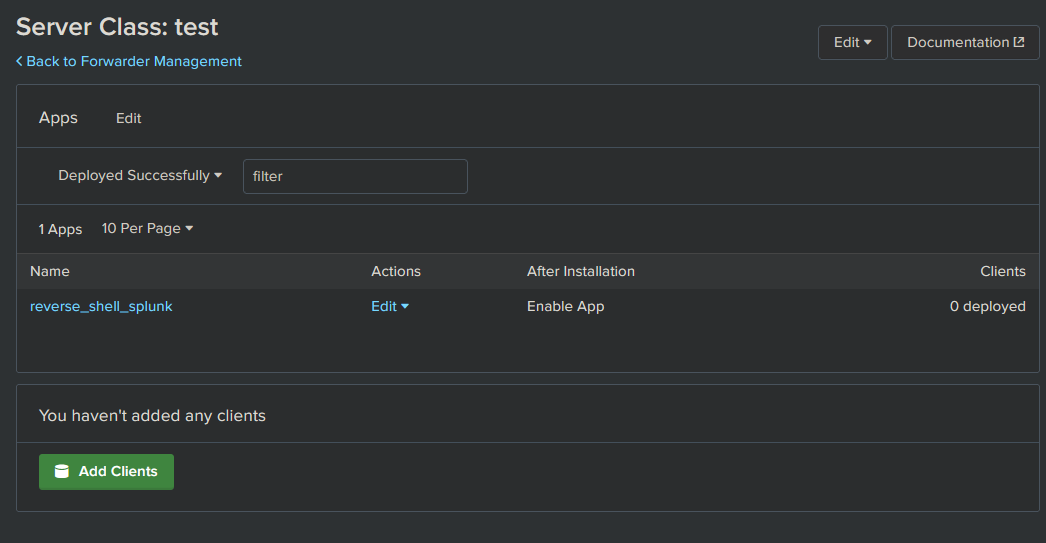 Server Class: test
Back to Forwarder Management
Edit Documentation
Apps Edit
Deployed Successfully filter
1 Apps 10 Per Page
Name Actions After Installation Clients
reverse_shell_splunk Edit Enable App 0 deployed
You haven't added any clients
Add Clients